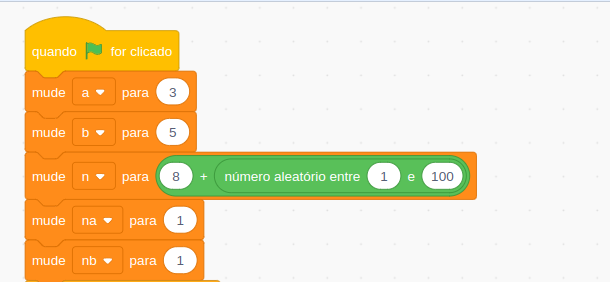 quando for clicado
mude a para 3
mude b para 5
mude n para 8 + número aleatório entre 1 e 100
mude na para 1
mude nb para 1